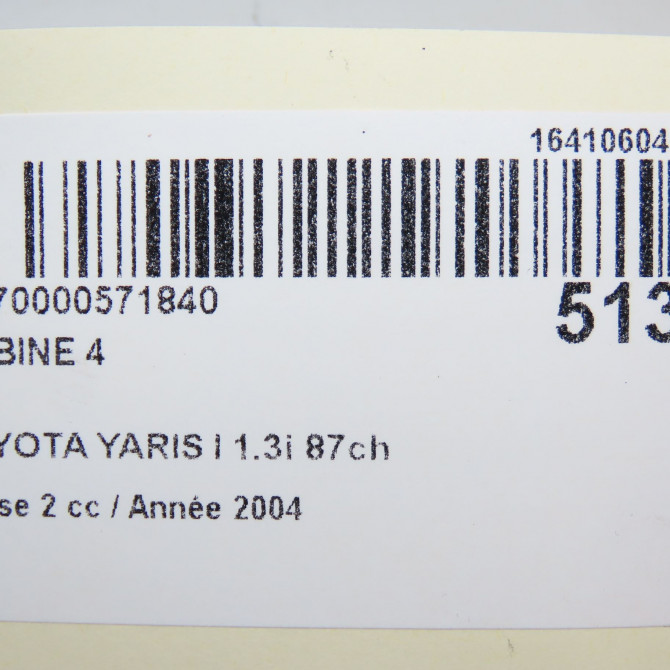 16410604
70000571840
513
BINE 4
YOTA YARIS I 1.3i 87ch
se 2 cc / Année 2004